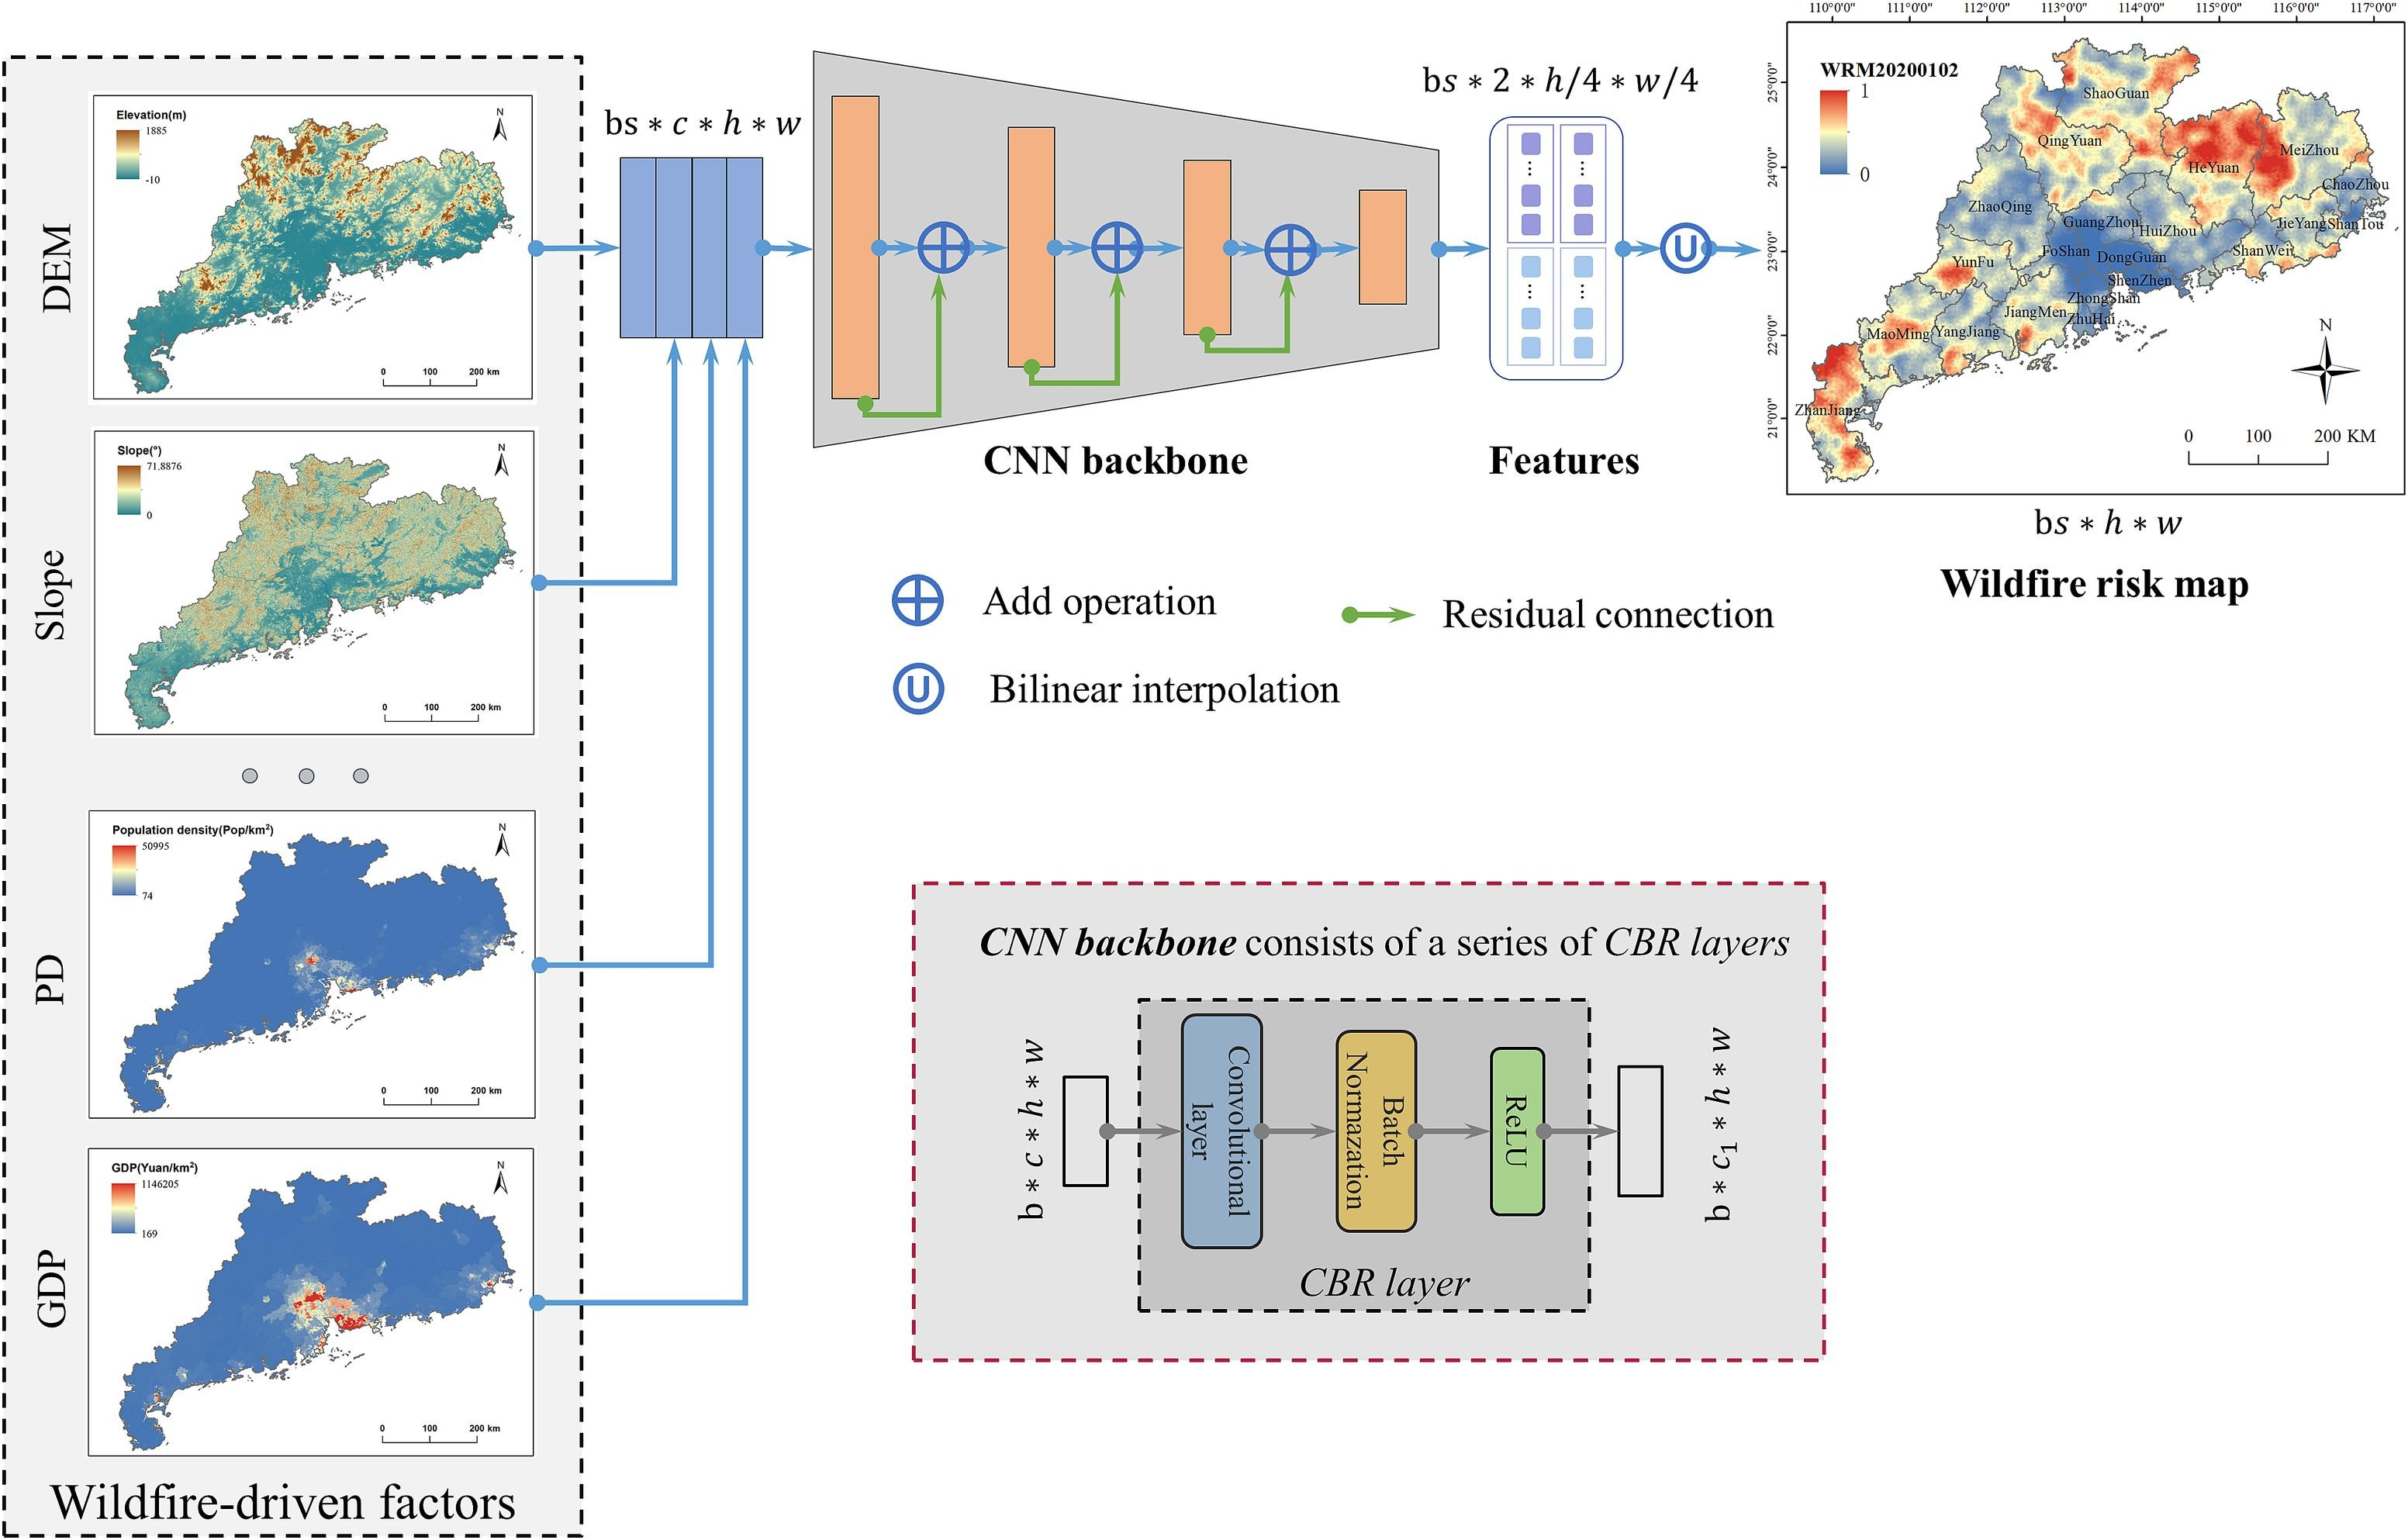 DEM
Elevation(m)
1885
-10
N
0 100 200 km
Slope
Slope(°)
71.8876
0
N
0 100 200 km
PD
Population density(Pop/km²)
50995
74
N
0 100 200 km
GDP
GDP(Yuan/km²)
1146205
169
N
0 100 200 km
Wildfire-driven factors
bs ∗ c ∗ h ∗ w
CNN backbone
bs ∗ 2 ∗ h/4 ∗ w/4
Features
U
Add operation
Residual connection
U
Bilinear interpolation
110°0'0" 111°0'0" 112°0'0" 113°0'0" 114°0'0" 115°0'0" 116°0'0" 117°0'0"
25°0'0"
24°0'0"
23°0'0"
22°0'0"
21°0'0"
WRM20200102
1
0
ShaoGuan
QingYuan
HeYuan
MeiZhou
ChaoZhou
ZhaoQing
GuangZhou
HuiZhou
JieYang
ShanTou
FoShan
DongGuan
ShanWei
YunFu
ShenZhen
ZhongShan
JiangMen
ZhuHai
MaoMing
YangJiang
ZhanJiang
N
0 100 200 KM
bs ∗ h ∗ w
Wildfire risk map
CNN backbone consists of a series of CBR layers
b ∗ c ∗ h ∗ w
Convolutional
layer
Batch
Normazation
ReLU
b ∗ c₁ ∗ h ∗ w
CBR layer